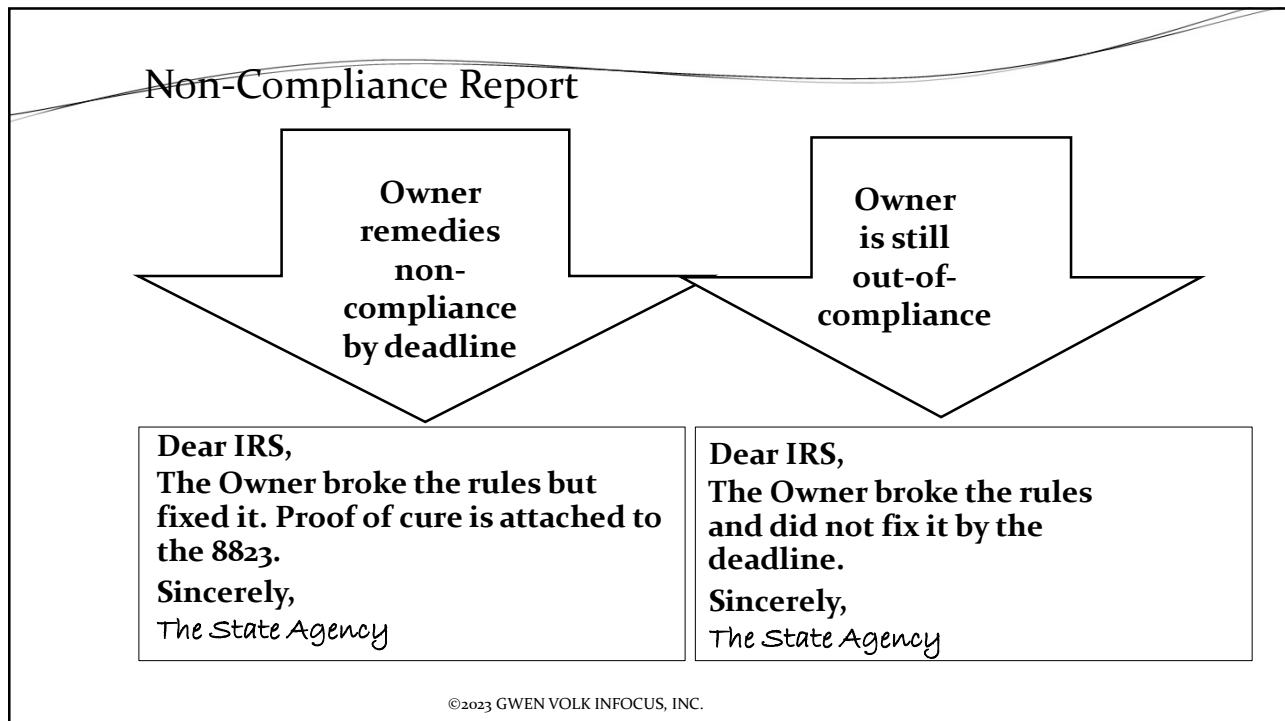 Non-Compliance Report
Owner
remedies
non-
compliance
by deadline
Owner
is still
out-of-
compliance
Dear IRS,
The Owner broke the rules but
fixed it. Proof of cure is attached to
the 8823.
Sincerely,
The State Agency
Dear IRS,
The Owner broke the rules
and did not fix it by the
deadline.
Sincerely,
The State Agency
©2023 GWEN VOLK INFOCUS, INC.